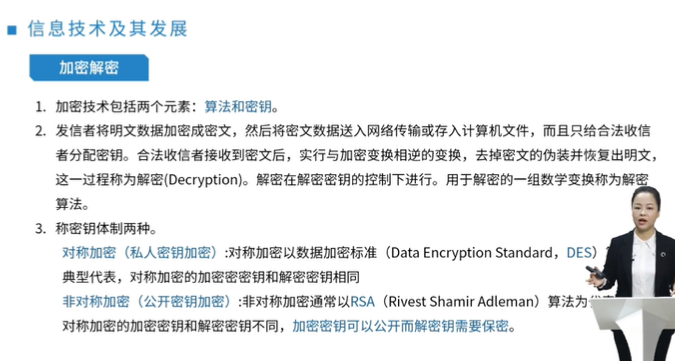 信息技术及其发展
加密解密
1. 加密技术包括两个元素：算法和密钥。
2. 发信者将明文数据加密成密文，然后将密文数据送入网络传输或存入计算机文件，而且只给合法收信
者分配密钥。合法收信者接收到密文后，实行与加密变换相逆的变换，去掉密文的伪装并恢复出明文，
这一过程称为解密(Decryption)。解密在解密密钥的控制下进行。用于解密的一组数学变换称为解密
算法。
3. 称密钥体制两种。
对称加密（私人密钥加密）:对称加密以数据加密标准（Data Encryption Standard，DES）
典型代表，对称加密的加密密密钥和解密密钥相同
非对称加密（公开密钥加密）:非对称加密通常以RSA（Rivest Shamir Adleman）算法为
对称加密的加密密钥和解密密钥不同，加密密钥可以公开而解密钥需要保密。